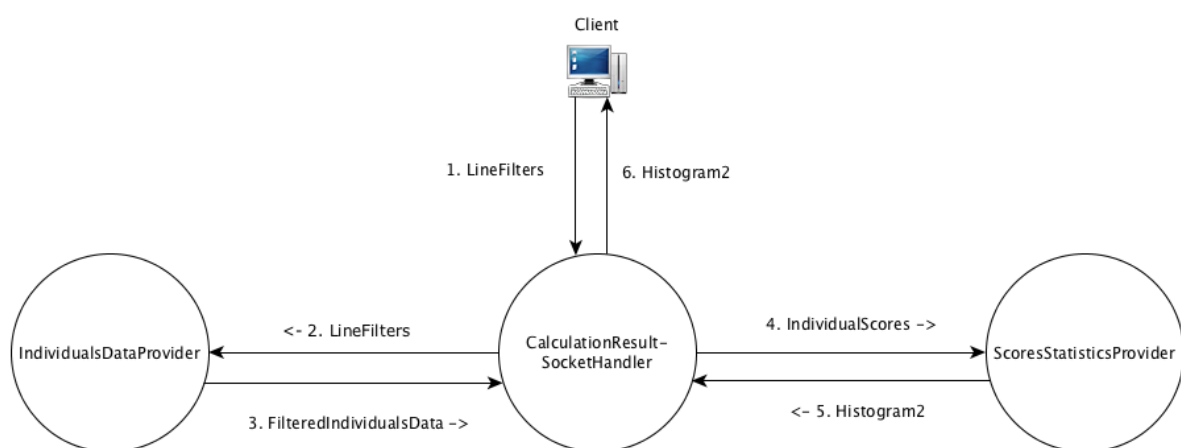 Client
1. LineFilters
6. Histogram2
<- 2. LineFilters
4. IndividualScores ->
IndividualsDataProvider
CalculationResult-
SocketHandler
ScoresStatisticsProvider
3. FilteredIndividualsData ->
<- 5. Histogram2